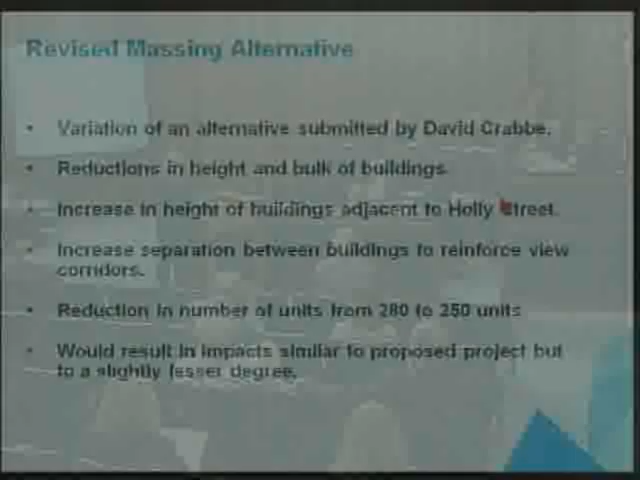 Revised Massing Alternative
• Variation of an alternative submitted by David Crabbe.
• Reductions in height and bulk of buildings.
• Increase in height of buildings adjacent to Holly Street.
• Increase separation between buildings to reinforce view
corridors.
• Reduction in number of units from 280 to 250 units
• Would result in impacts similar to proposed project but
to a slightly lesser degree.